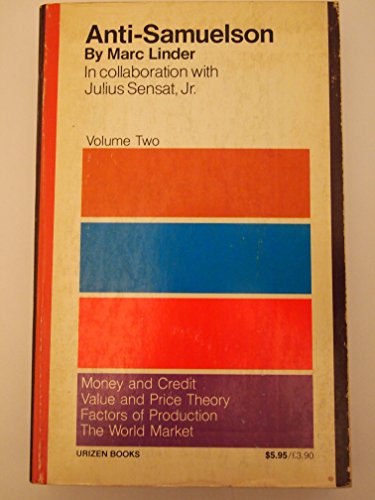 Anti-Samuelson
By Marc Linder
In collaboration with
Julius Sensat, Jr.
Volume Two
Money and Credit
Value and Price Theory
Factors of Production
The World Market
URIZEN BOOKS
$5.95/£3.90